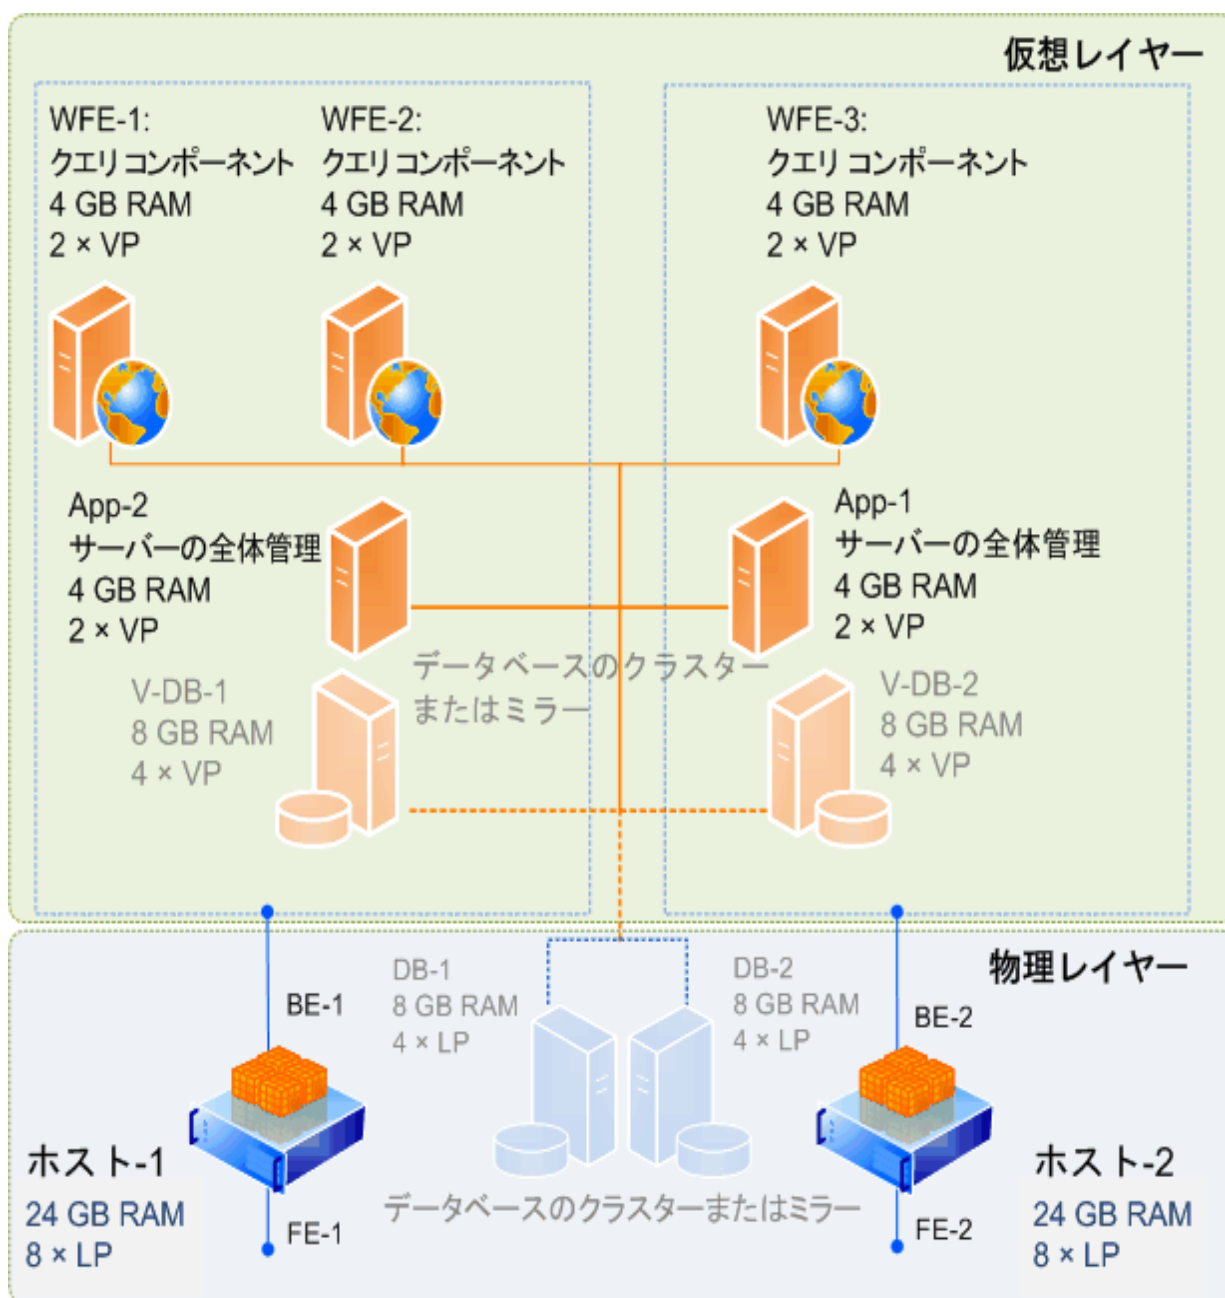 仮想レイヤー
WFE-1:
クエリ コンポーネント
4 GB RAM
2 × VP
WFE-2:
クエリ コンポーネント
4 GB RAM
2 × VP
WFE-3:
クエリ コンポーネント
4 GB RAM
2 × VP
App-2
サーバーの全体管理
4 GB RAM
2 × VP
App-1
サーバーの全体管理
4 GB RAM
2 × VP
データベースのクラスター
またはミラー
V-DB-1
8 GB RAM
4 × VP
V-DB-2
8 GB RAM
4 × VP
物理レイヤー
BE-1
DB-1
8 GB RAM
4 × LP
DB-2
8 GB RAM
4 × LP
BE-2
ホスト-1
24 GB RAM
8 × LP
FE-1
データベースのクラスターまたはミラー
FE-2
ホスト-2
24 GB RAM
8 × LP